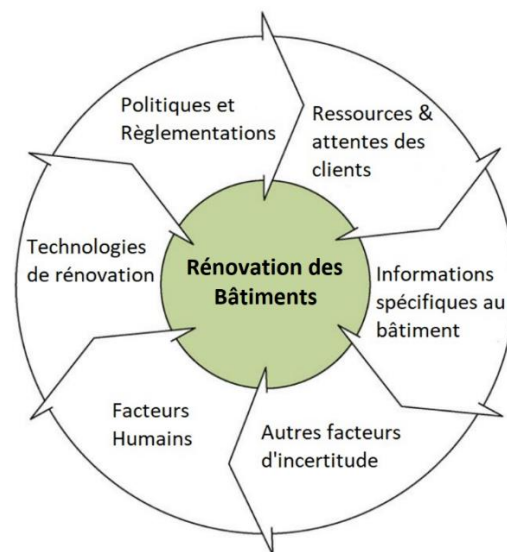 Politiques et
Règlementations
Ressources &
attentes des
clients
Technologies
de rénovation
Rénovation des
Bâtiments
Informations
spécifiques au
bâtiment
Facteurs
Humains
Autres facteurs
d'incertitude